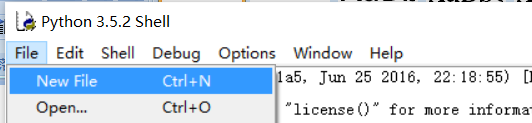 Python 3.5.2 Shell
File Edit Shell Debug Options Window Help
New File Ctrl+N 1a5, Jun 25 2016, 22:18:55) [
Open... Ctrl+O "license()" for more informa